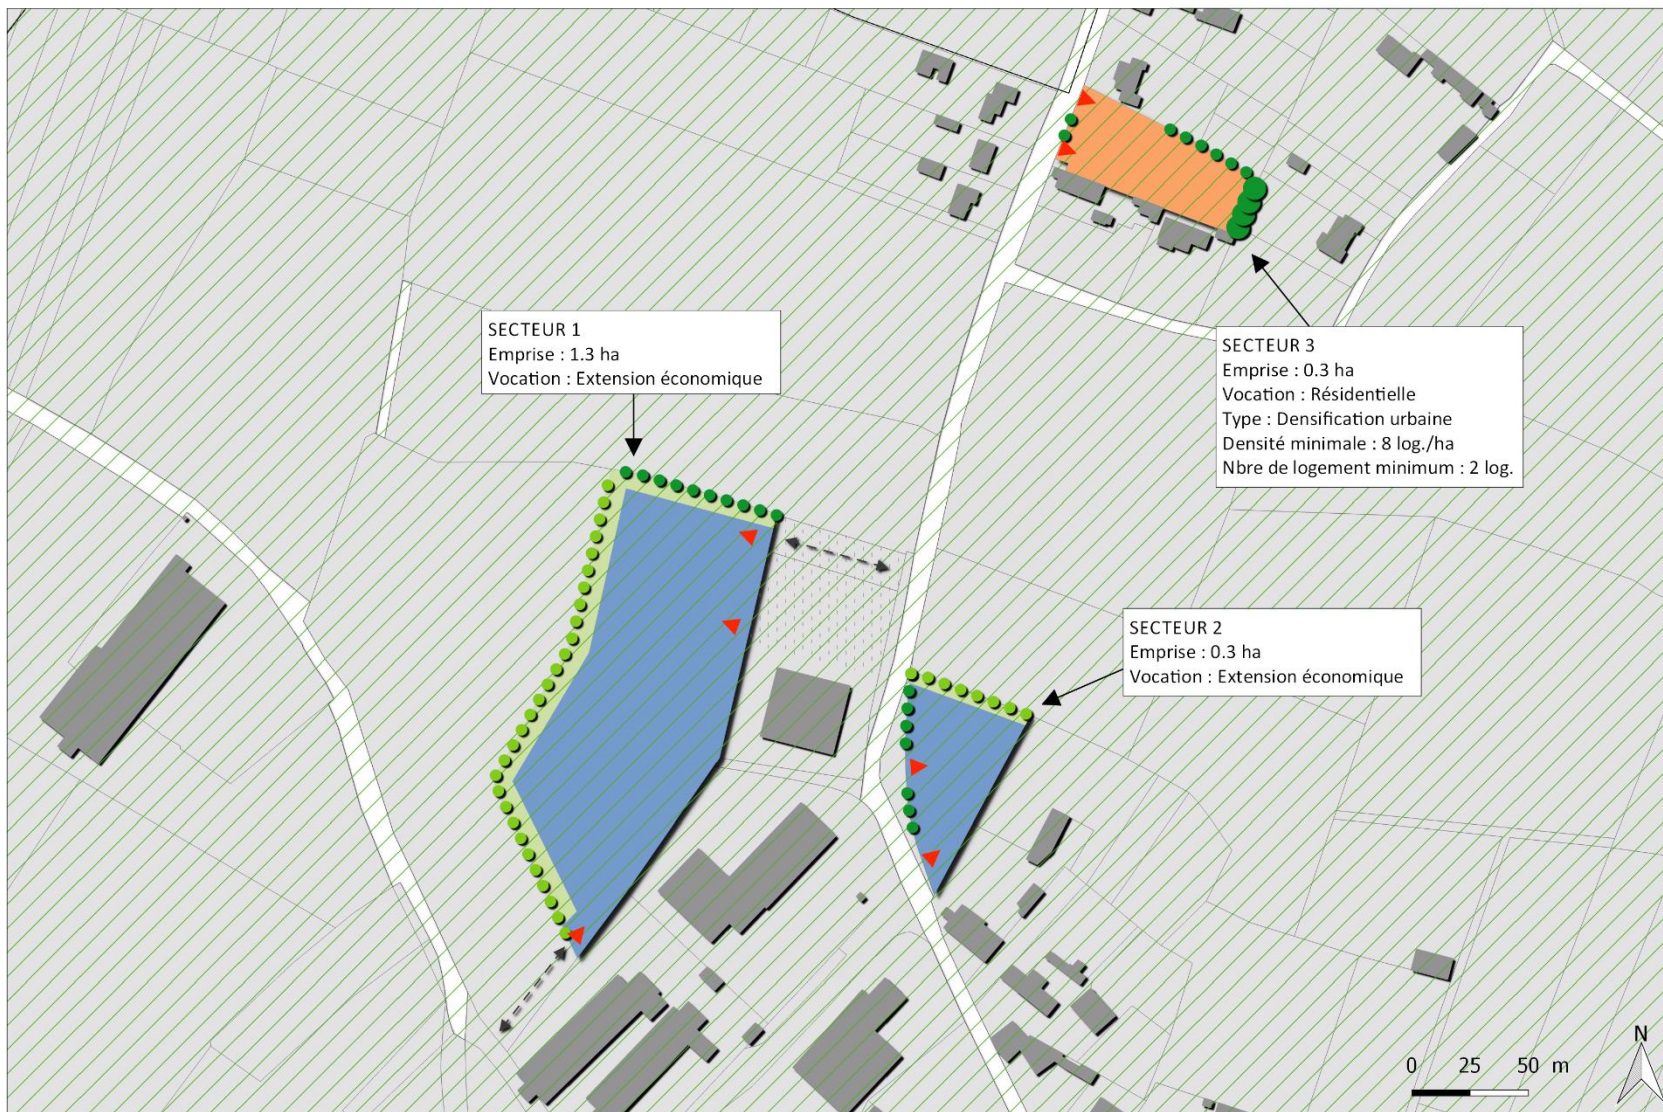 SECTEUR 1
Emprise : 1.3 ha
Vocation : Extension économique
SECTEUR 3
Emprise : 0.3 ha
Vocation : Résidentielle
Type : Densification urbaine
Densité minimale : 8 log./ha
Nbre de logement minimum : 2 log.
SECTEUR 2
Emprise : 0.3 ha
Vocation : Extension économique
N
0 25 50 m